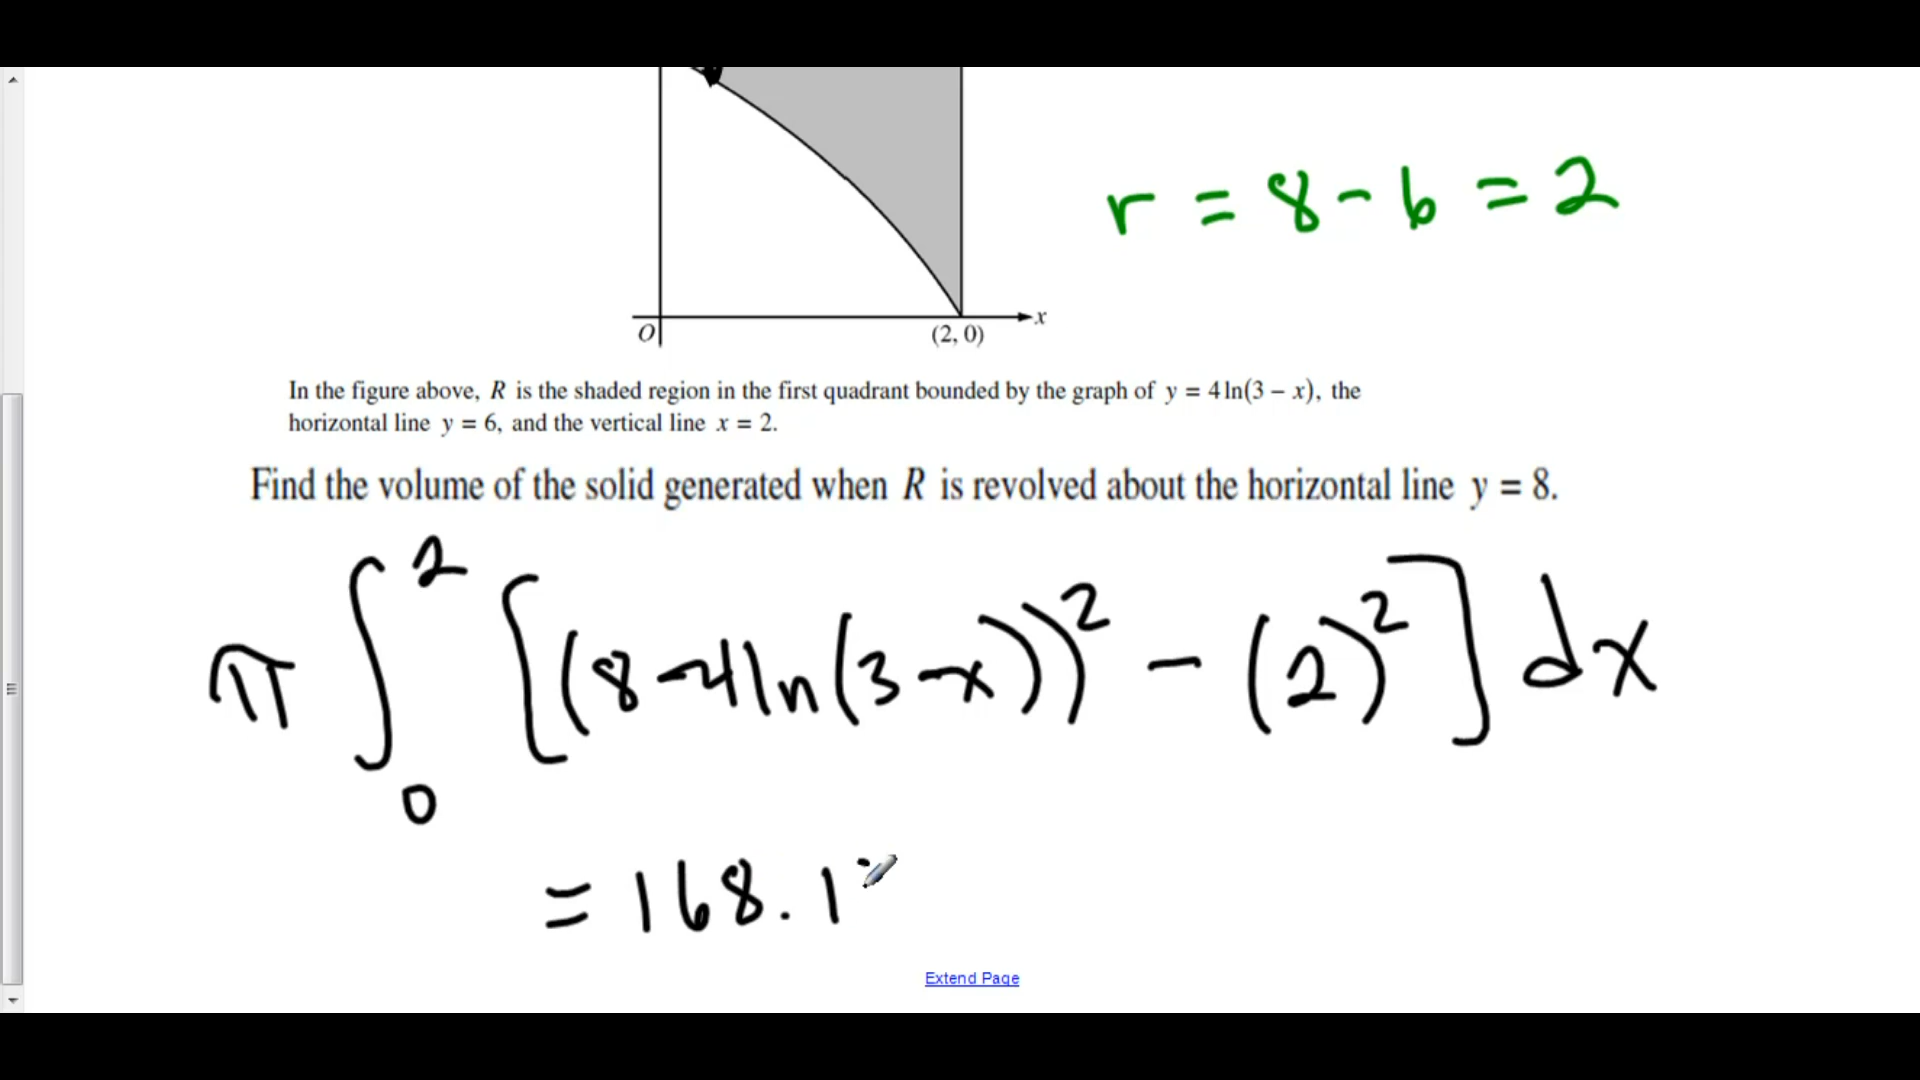 r = 8 - 6 = 2
O
(2, 0)
x
In the figure above, R is the shaded region in the first quadrant bounded by the graph of y = 4 ln(3 – x), the
horizontal line y = 6, and the vertical line x = 2.
Find the volume of the solid generated when R is revolved about the horizontal line y = 8.
π ∫₀² [(8-4ln(3-x))² - (2)²] dx
= 168.1
Extend Page